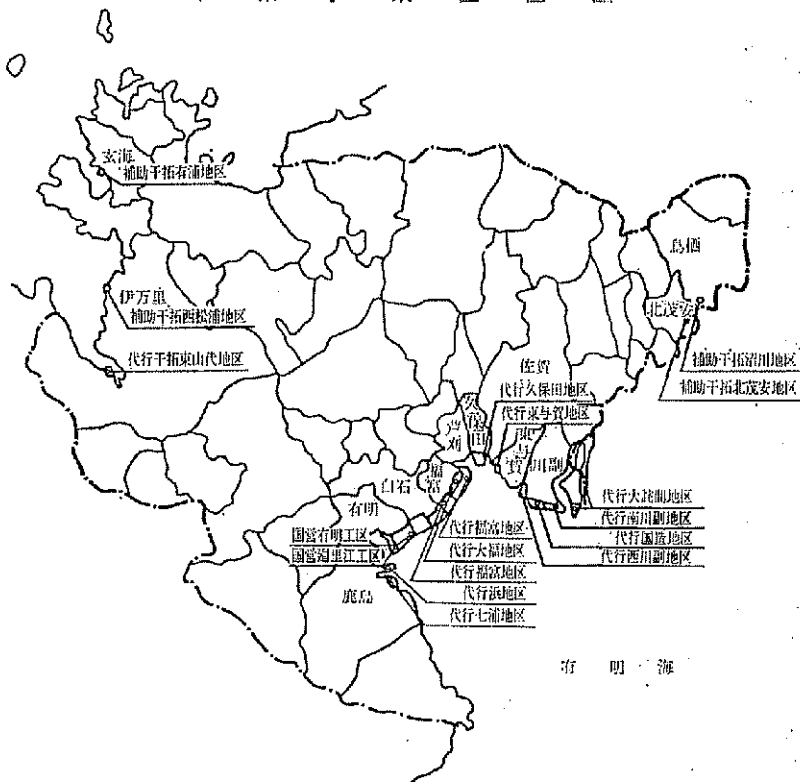 玄海
補助干拓有浦地区
鳥栖
伊万里
補助干拓西松浦地区
北茂安
代行干拓東山代地区
佐賀
補助干拓沼川地区
代行久保田地区
補助干拓北茂安地区
久保田
代行東与賀地区
芦刈
東与賀
川副
福富
白石
有明
代行大詫間地区
代行南川副地区
国営有明工区
代行福富地区
代行国造地区
国営塩里江工区
代行大福地区
代行西川副地区
代行福富地区
鹿島
代行浜地区
代行七浦地区
有明海